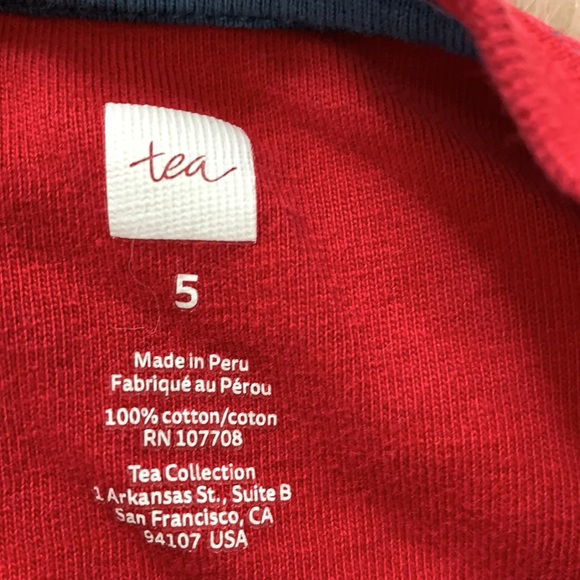 tea
5
Made in Peru
Fabriqué au Pérou
100% cotton/coton
RN 107708
Tea Collection
1 Arkansas St., Suite B
San Francisco, CA
94107 USA